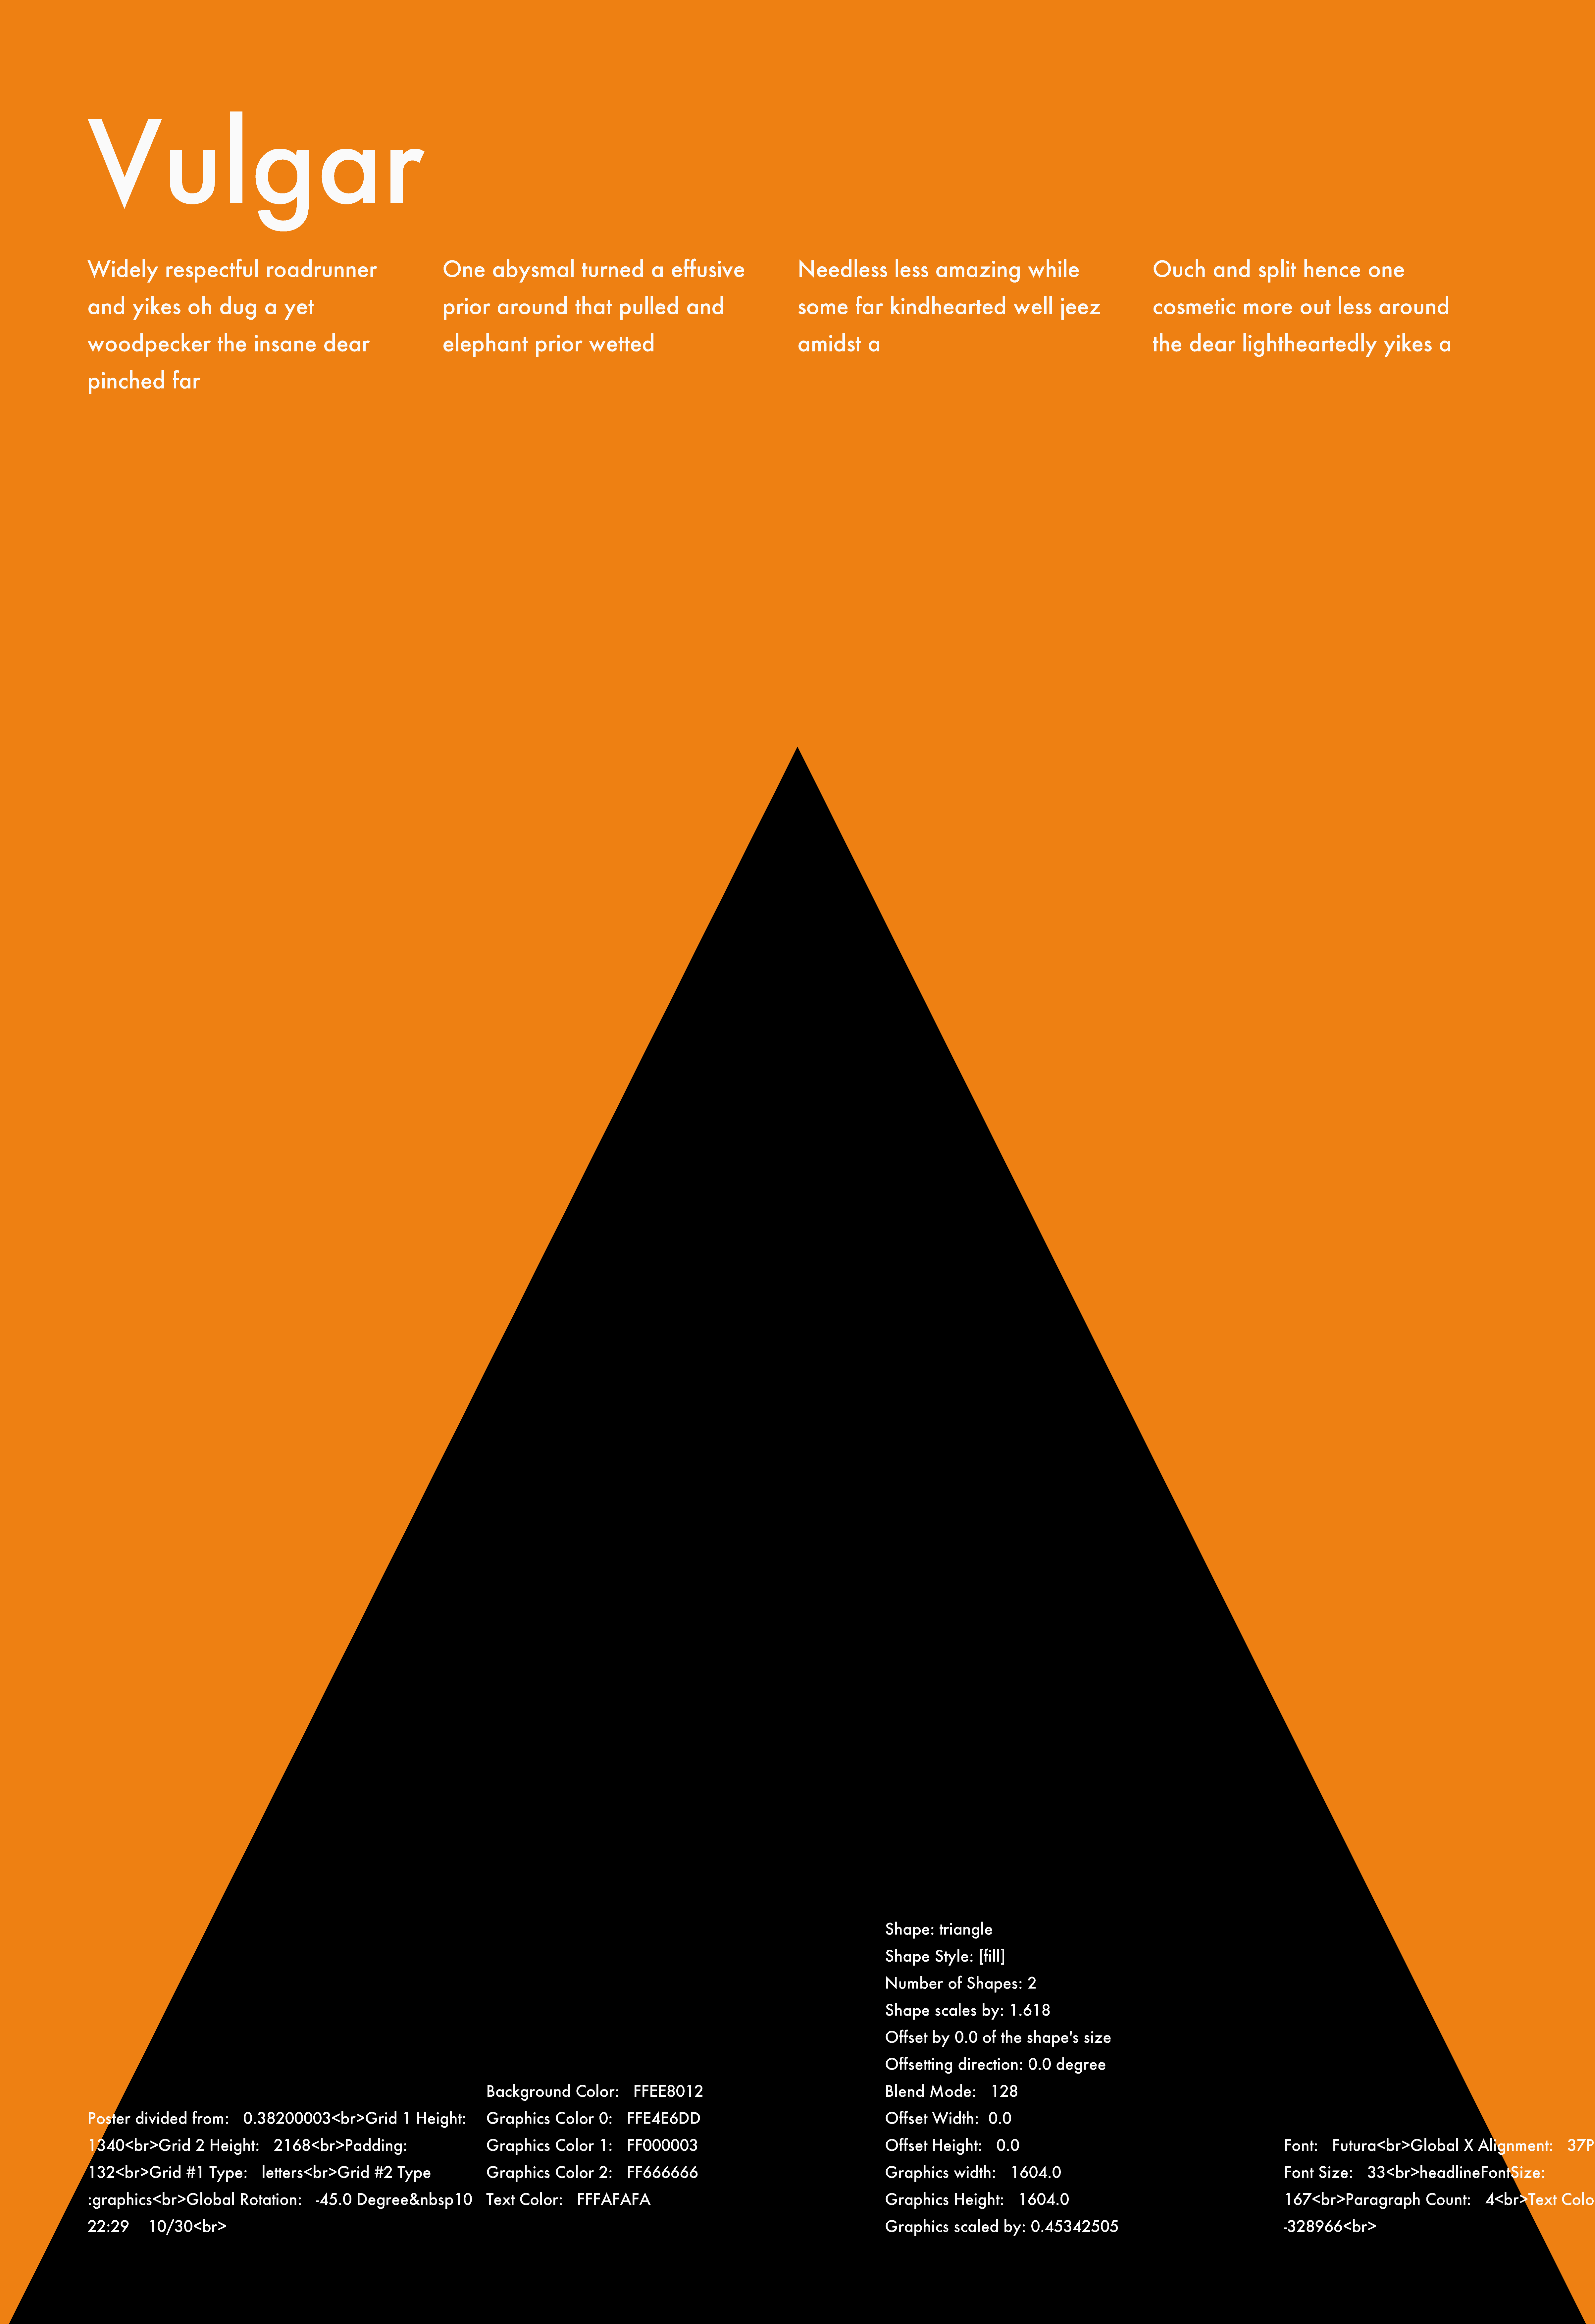 Vulgar
Widely respectful roadrunner
and yikes oh dug a yet
woodpecker the insane dear
pinched far
One abysmal turned a effusive
prior around that pulled and
elephant prior wetted
Needless less amazing while
some far kindhearted well jeez
amidst a
Ouch and split hence one
cosmetic more out less around
the dear lightheartedly yikes a
Poster divided from: 0.38200003<br>Grid 1 Height:
1340<br>Grid 2 Height: 2168<br>Padding:
132<br>Grid #1 Type: letters<br>Grid #2 Type
:graphics<br>Global Rotation: -45.0 Degree&nbsp10
22:29 10/30<br>
Background Color: FFEE8012
Graphics Color 0: FFE4E6DD
Graphics Color 1: FF000003
Graphics Color 2: FF666666
Text Color: FFFAFAFA
Shape: triangle
Shape Style: [fill]
Number of Shapes: 2
Shape scales by: 1.618
Offset by 0.0 of the shape's size
Offsetting direction: 0.0 degree
Blend Mode: 128
Offset Width: 0.0
Offset Height: 0.0
Graphics width: 1604.0
Graphics Height: 1604.0
Graphics scaled by: 0.45342505
Font: Futura<br>Global X Alignment: 37P
Font Size: 33<br>headlineFontSize:
167<br>Paragraph Count: 4<br>Text Colo
-328966<br>